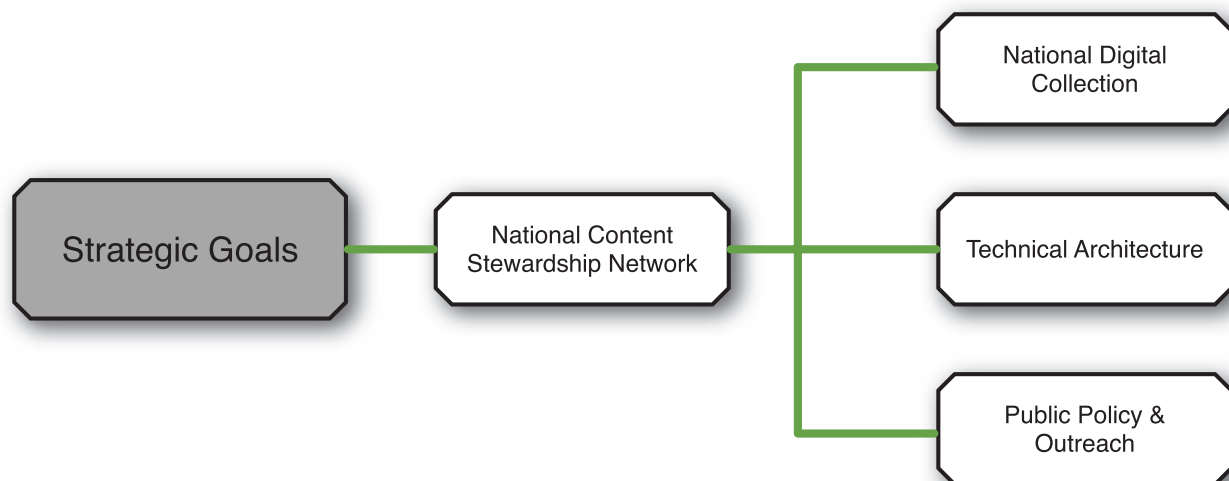 Strategic Goals
National Content
Stewardship Network
National Digital
Collection
Technical Architecture
Public Policy &
Outreach